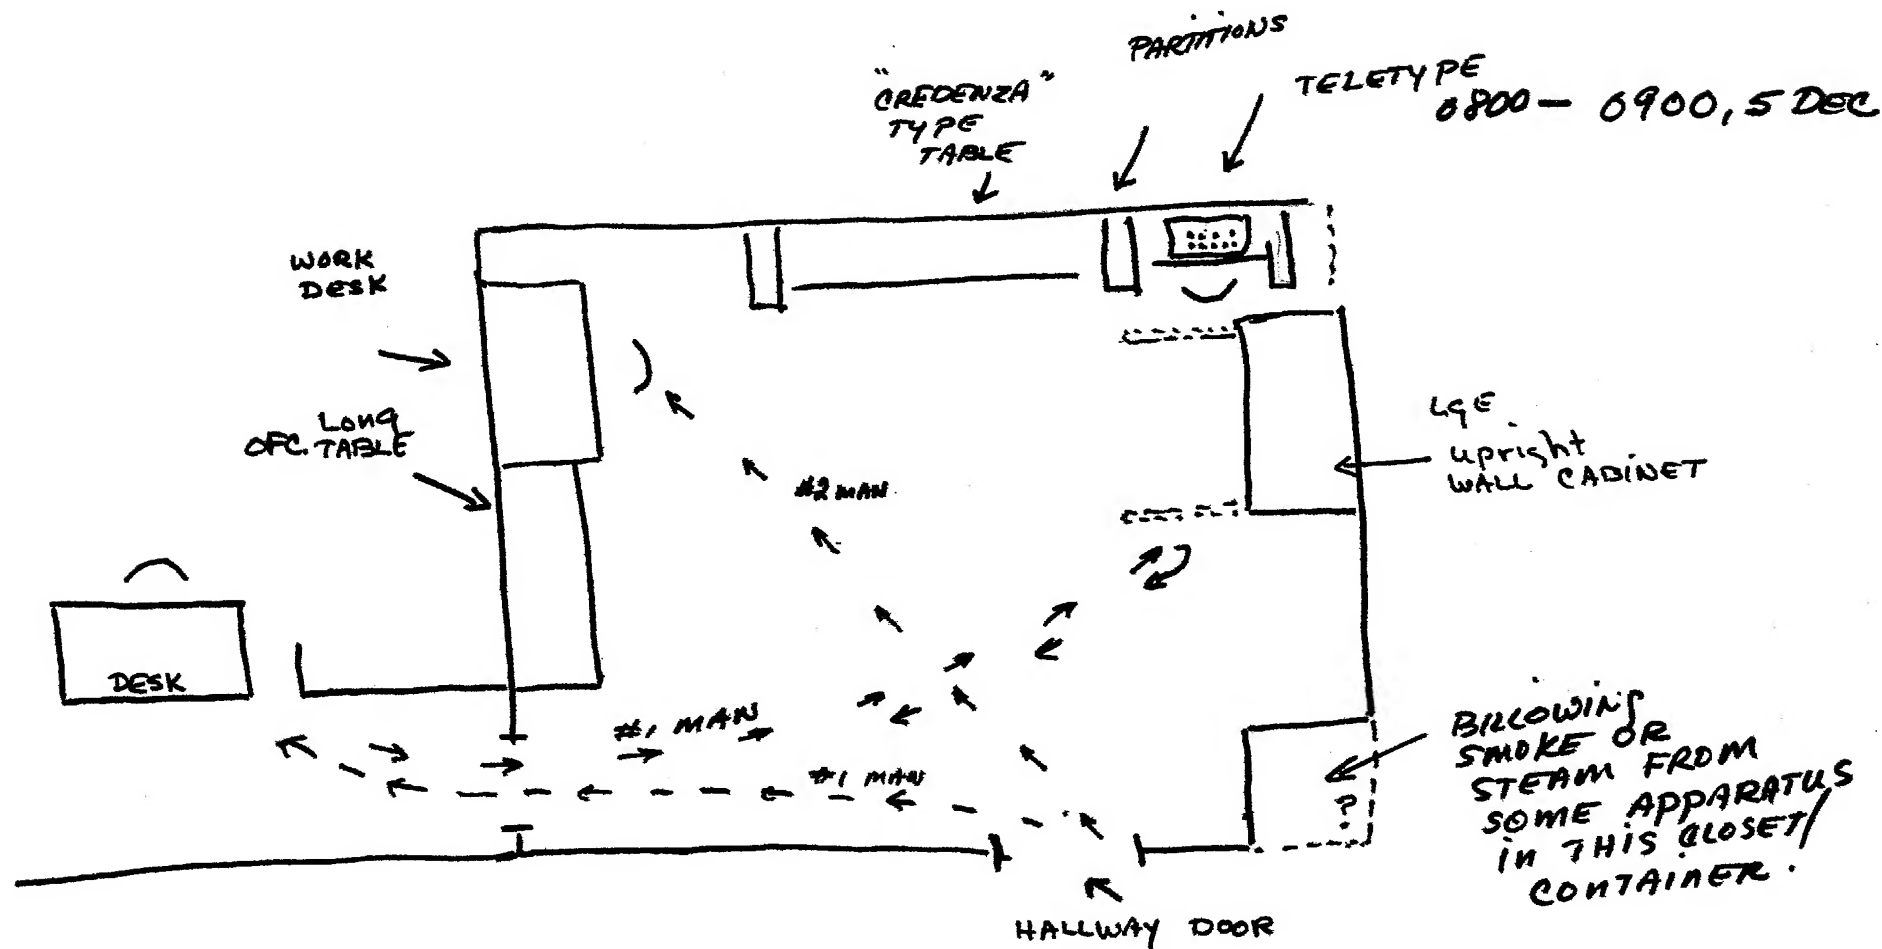 PARTITIONS
"CREDENZA"
TYPE
TABLE
TELETYPE
0800 - 0900, 5 DEC
WORK
DESK
Long
OFC. TABLE
LgE
upright
WALL CABINET
#2 MAN
DESK
#1 MAN
#1 MAN
BILLOWING
SMOKE OR
STEAM FROM
SOME APPARATUS
in THIS CLOSET/
CONTAINER.
?
HALLWAY DOOR